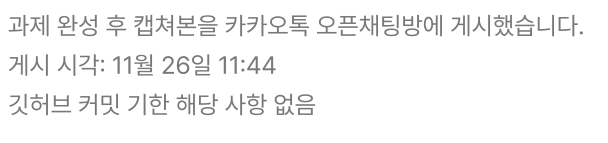 과제 완성 후 캡쳐본을 카카오톡 오픈채팅방에 게시했습니다.
게시 시각: 11월 26일 11:44
깃허브 커밋 기한 해당 사항 없음